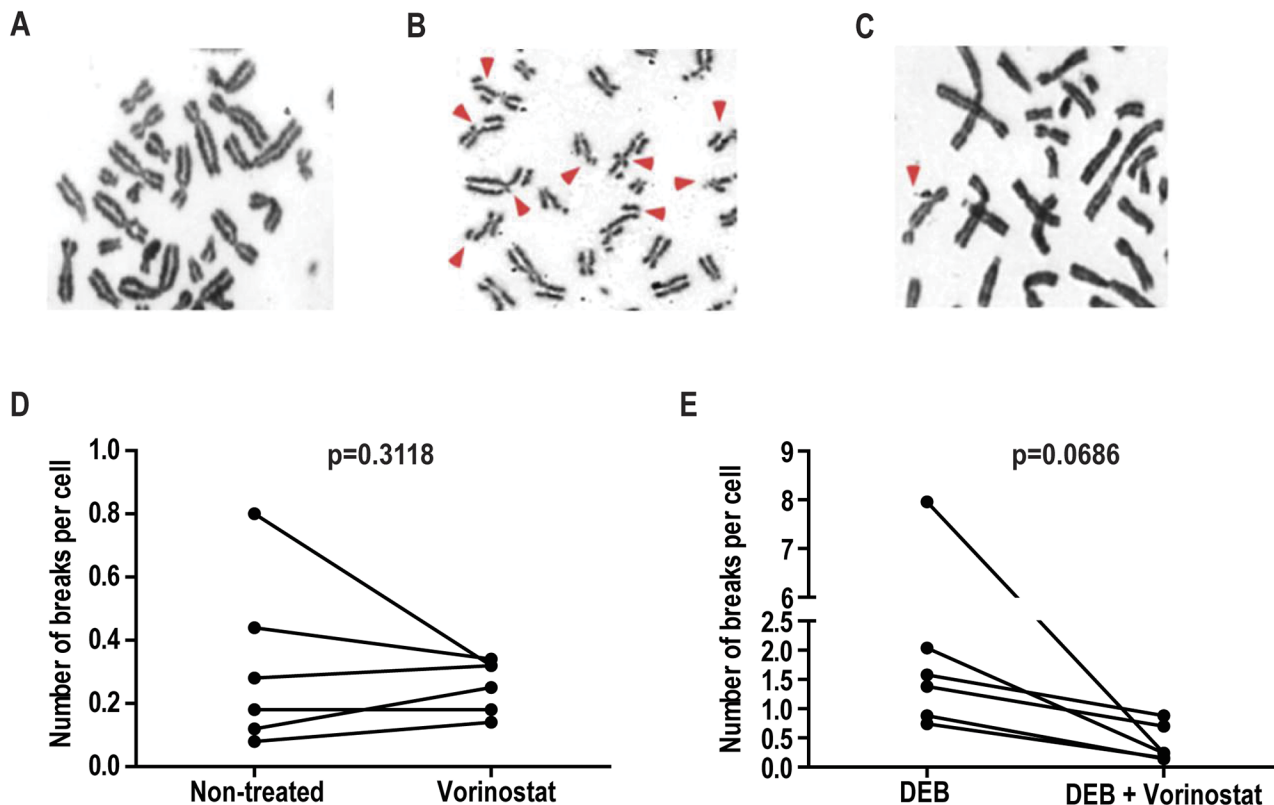 A
B
C
D
Number of breaks per cell
1.0
0.8
0.6
0.4
0.2
0.0
p=0.3118
Non-treated
Vorinostat
E
Number of breaks per cell
9
8
7
6
2.5
2.0
1.5
1.0
0.5
0.0
p=0.0686
DEB
DEB + Vorinostat